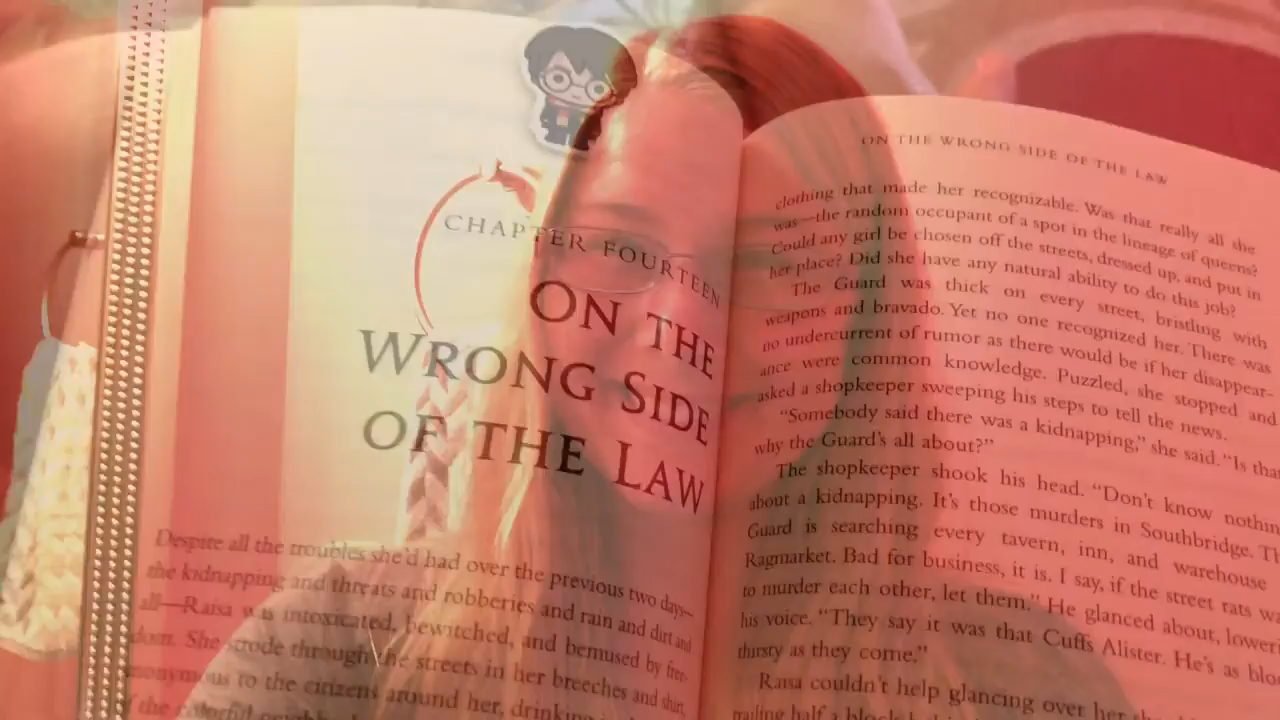 CHAPTER FOURTEEN
ON THE
WRONG SIDE
OF THE LAW
Despite all the troubles she'd had over the previous two days—
the kidnapping and threats and robberies and rain and dirt and
all—Raisa was intoxicated, bewitched, and bemused by free-
dom. She strode through the streets in her breeches and shirt,
anonymous to the citizens around her, drinking
of the colorful
ON THE WRONG SIDE OF THE LAW
clothing that made her recognizable. Was that really all she
was—the random occupant of a spot in the lineage of queens?
Could any girl be chosen off the streets, dressed up, and put in
her place? Did she have any natural ability to do this job?
The Guard was thick on every street, bristling with
weapons and bravado. Yet no one recognized her. There was
no undercurrent of rumor as there would be if her disappear-
ance were common knowledge. Puzzled, she stopped and
asked a shopkeeper sweeping his steps to tell the news.
"Somebody said there was a kidnapping," she said. "Is that
why the Guard's all about?"
The shopkeeper shook his head. "Don't know nothin
about a kidnapping. It's those murders in Southbridge. Th
Guard is searching every tavern, inn, and warehouse
Ragmarket. Bad for business, it is. I say, if the street rats wa
to murder each other, let them." He glanced about, loweri
his voice. "They say it was that Cuffs Alister. He's as bloo
thirsty as they come."
Raisa couldn't help glancing over her
half a block